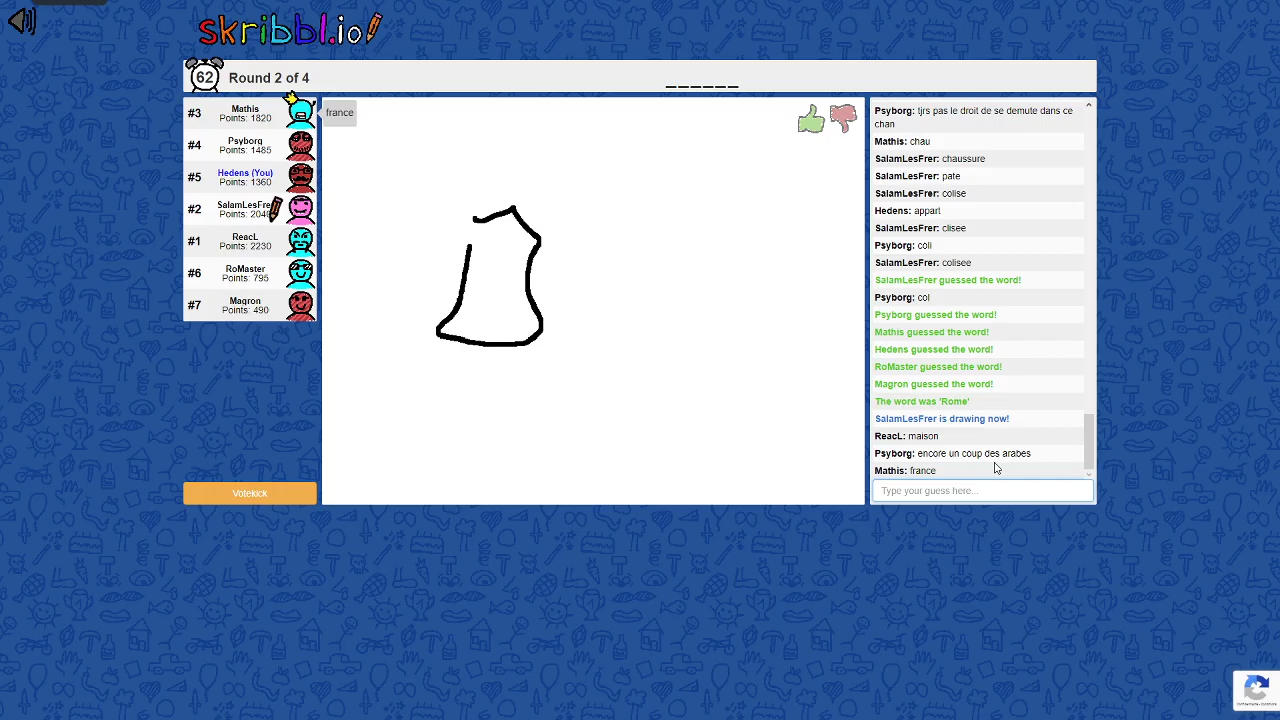 skribbl.io
62
Round 2 of 4
______
#3
Mathis
Points: 1820
#4
Psyborg
Points: 1485
#5
Hedens (You)
Points: 1360
#2
SalamLesFre
Points: 204
#1
ReacL
Points: 2230
#6
RoMaster
Points: 795
#7
Magron
Points: 490
Votekick
france
Psyborg: tjrs pas le droit de se demute dans ce
chan
Mathis: chau
SalamLesFrer: chaussure
SalamLesFrer: pate
SalamLesFrer: colise
Hedens: appart
SalamLesFrer: clisee
Psyborg: coli
SalamLesFrer: colisee
SalamLesFrer guessed the word!
Psyborg: col
Psyborg guessed the word!
Mathis guessed the word!
Hedens guessed the word!
RoMaster guessed the word!
Magron guessed the word!
The word was 'Rome'
SalamLesFrer is drawing now!
ReacL: maison
Psyborg: encore un coup des arabes
Mathis: france
Type your guess here...